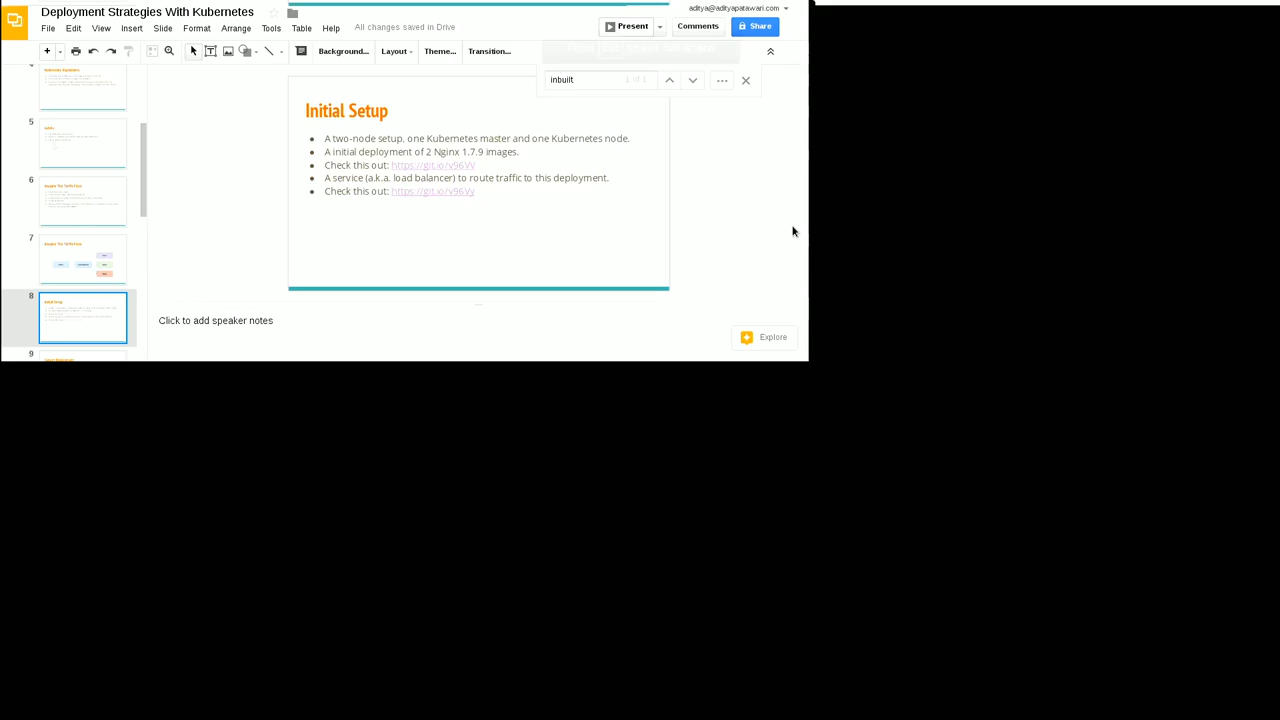 Deployment Strategies With Kubernetes
aditya@adityapatawari.com
File Edit View Insert Slide Format Arrange Tools Table Help All changes saved in Drive
Present Comments Share
Background... Layout Theme... Transition...
inbuilt 1 of 1
5
6
7
8
9
Initial Setup
A two-node setup, one Kubernetes master and one Kubernetes node.
A initial deployment of 2 Nginx 1.7.9 images.
Check this out: https://git.io/v96VV
A service (a.k.a. load balancer) to route traffic to this deployment.
Check this out: https://git.io/v96Vy
Click to add speaker notes
Explore